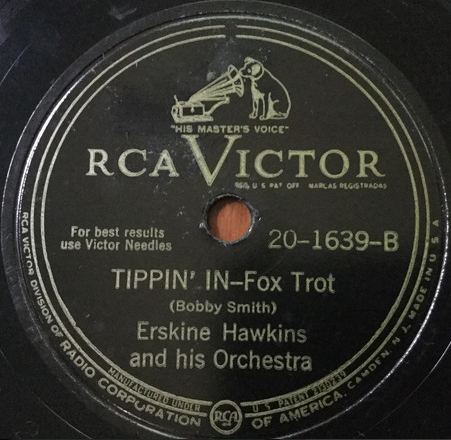 "HIS MASTER'S VOICE"
RCA VICTOR
REG. U S PAT OFF MARCAS REGISTRADAS
For best results
use Victor Needles
20-1639-B
TIPPIN' IN–Fox Trot
(Bobby Smith)
Erskine Hawkins
and his Orchestra
RCA VICTOR DIVISION OF RADIO CORPORATION OF AMERICA, CAMDEN, N. J. MADE IN U S A
MANUFACTURED UNDER
U S PATENT
RCA